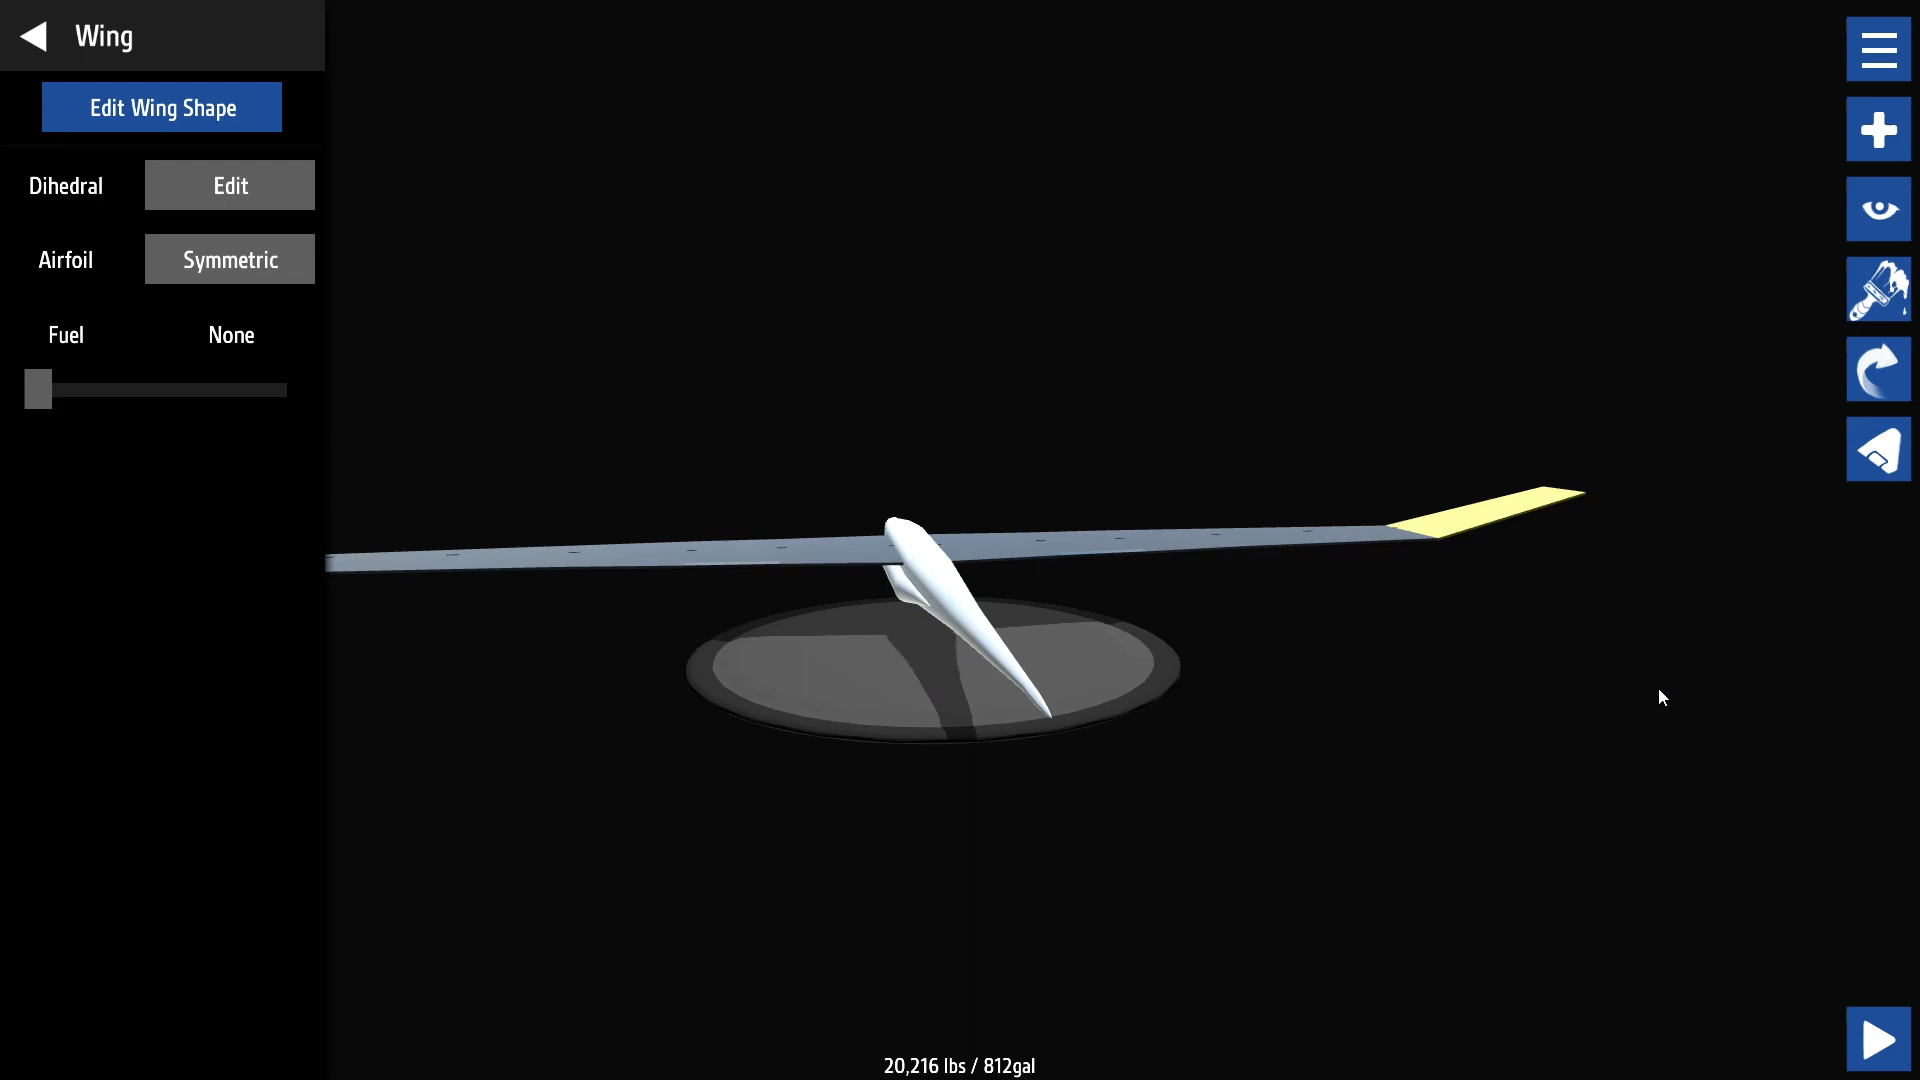 Wing
Edit Wing Shape
Dihedral Edit
Airfoil Symmetric
Fuel None
20,216 lbs / 812gal